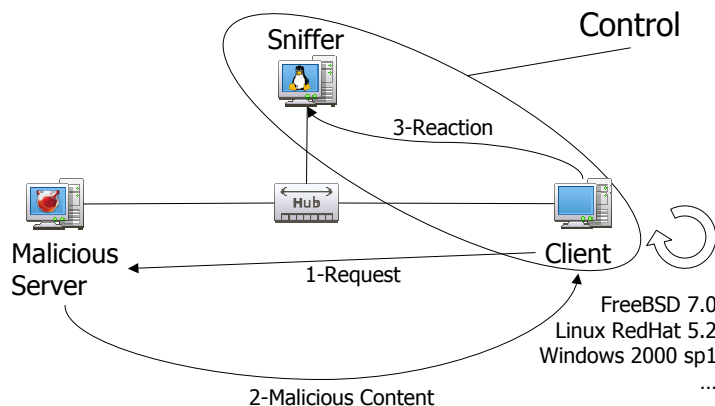 Control
Sniffer
3-Reaction
Hub
Malicious
Server
Client
1-Request
FreeBSD 7.0
Linux RedHat 5.2
Windows 2000 sp1
...
2-Malicious Content